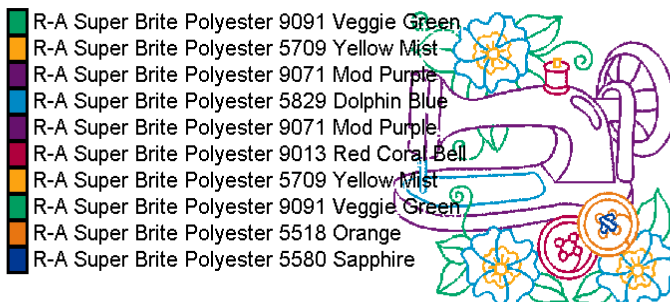 R-A Super Brite Polyester 9091 Veggie Green
R-A Super Brite Polyester 5709 Yellow Mist
R-A Super Brite Polyester 9071 Mod Purple
R-A Super Brite Polyester 5829 Dolphin Blue
R-A Super Brite Polyester 9071 Mod Purple
R-A Super Brite Polyester 9013 Red Coral Bell
R-A Super Brite Polyester 5709 Yellow Mist
R-A Super Brite Polyester 9091 Veggie Green
R-A Super Brite Polyester 5518 Orange
R-A Super Brite Polyester 5580 Sapphire